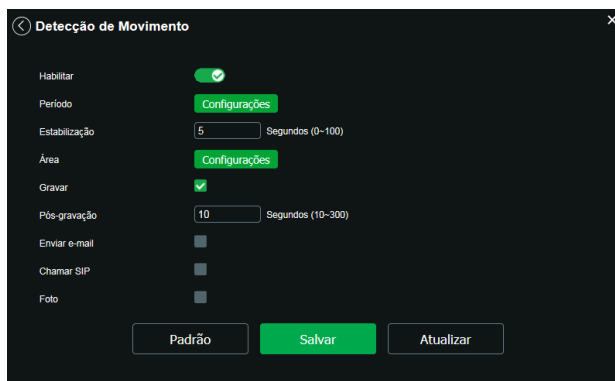 Detecção de Movimento
Habilitar
Período Configurações
Estabilização 5 Segundos (0~100)
Área Configurações
Gravar
Pós-gravação 10 Segundos (10~300)
Enviar e-mail
Chamar SIP
Foto
Padrão Salvar Atualizar